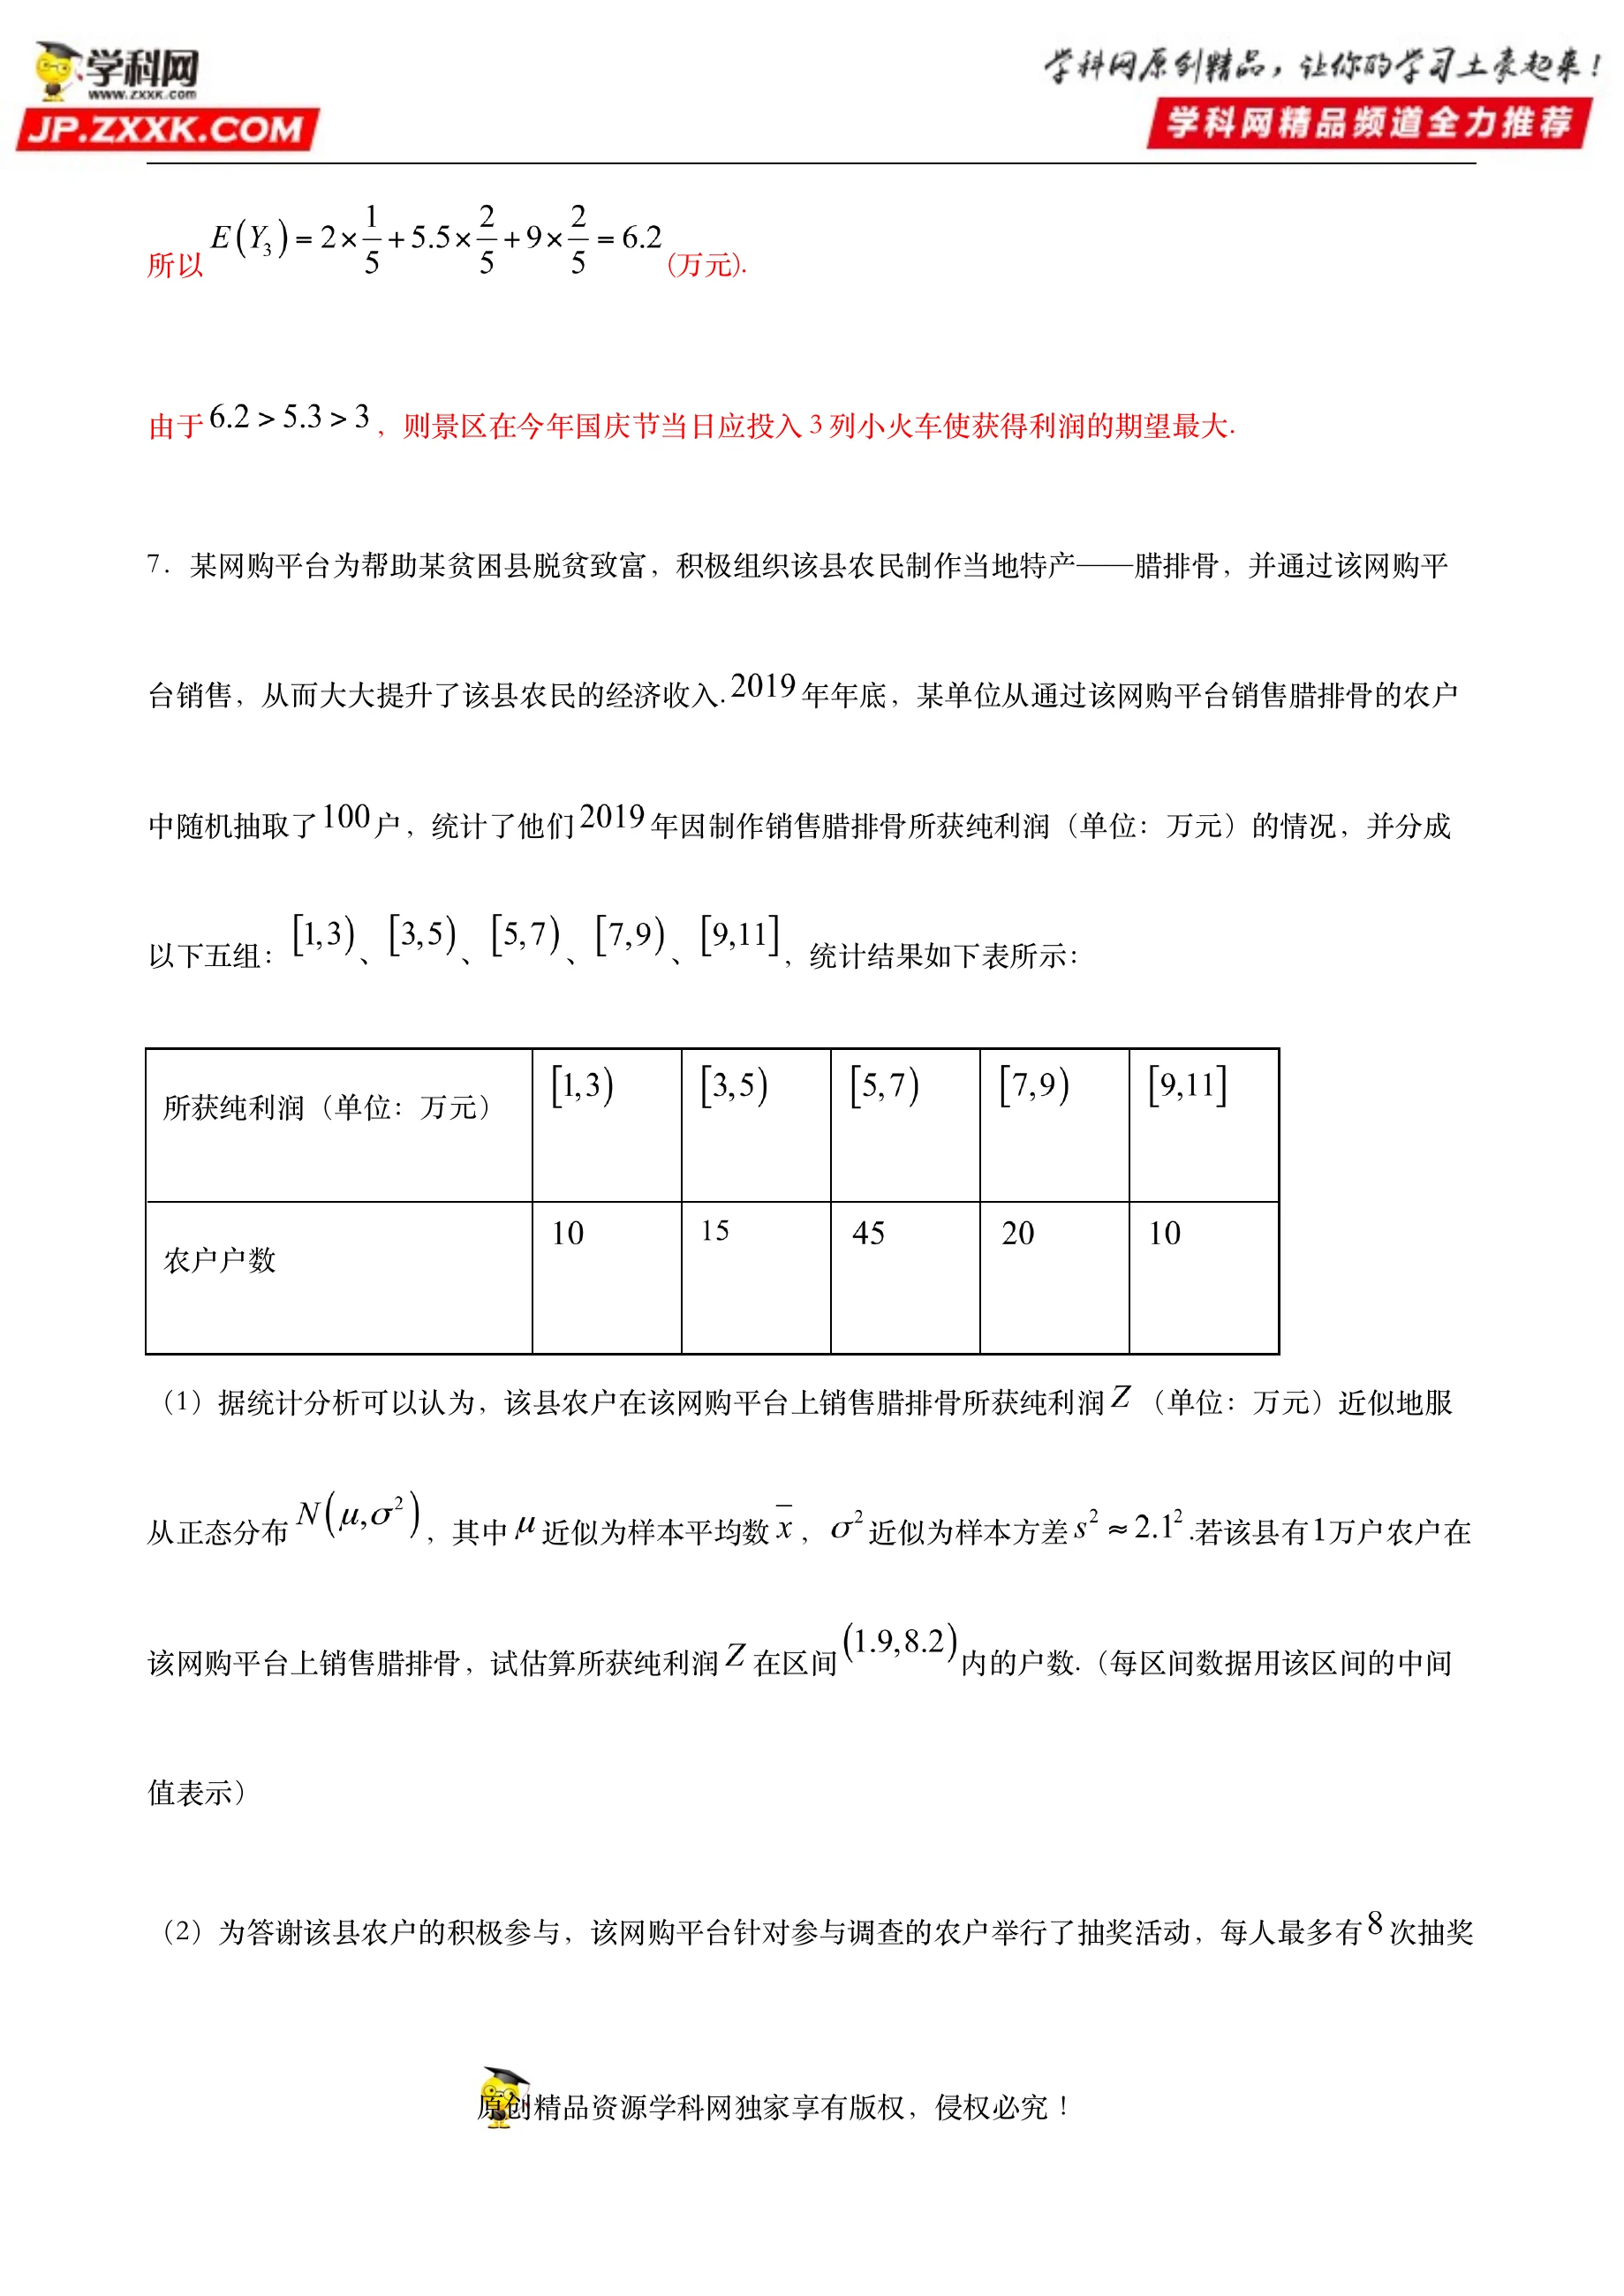 学科网
www.zxxk.com
JP.ZXXK.COM
学科网原创精品，让你的学习土豪起来！
学科网精品频道全力推荐
所以 E(Y₃) = 2×1/5 + 5.5×2/5 + 9×2/5 = 6.2 (万元).
由于 6.2 > 5.3 > 3，则景区在今年国庆节当日应投入 3 列小火车使获得利润的期望最大.
7．某网购平台为帮助某贫困县脱贫致富，积极组织该县农民制作当地特产——腊排骨，并通过该网购平
台销售，从而大大提升了该县农民的经济收入.2019年年底，某单位从通过该网购平台销售腊排骨的农户
中随机抽取了100户，统计了他们2019年因制作销售腊排骨所获纯利润（单位：万元）的情况，并分成
以下五组：[1,3)、[3,5)、[5,7)、[7,9)、[9,11]，统计结果如下表所示：
所获纯利润（单位：万元） [1,3) [3,5) [5,7) [7,9) [9,11]
农户户数 10 15 45 20 10
（1）据统计分析可以认为，该县农户在该网购平台上销售腊排骨所获纯利润 Z（单位：万元）近似地服
从正态分布 N(μ,σ²)，其中 μ 近似为样本平均数 x̄，σ² 近似为样本方差 s² ≈ 2.1².若该县有1万户农户在
该网购平台上销售腊排骨，试估算所获纯利润 Z 在区间(1.9,8.2)内的户数.（每区间数据用该区间的中间
值表示）
（2）为答谢该县农户的积极参与，该网购平台针对参与调查的农户举行了抽奖活动，每人最多有8次抽奖
原创精品资源学科网独家享有版权，侵权必究！